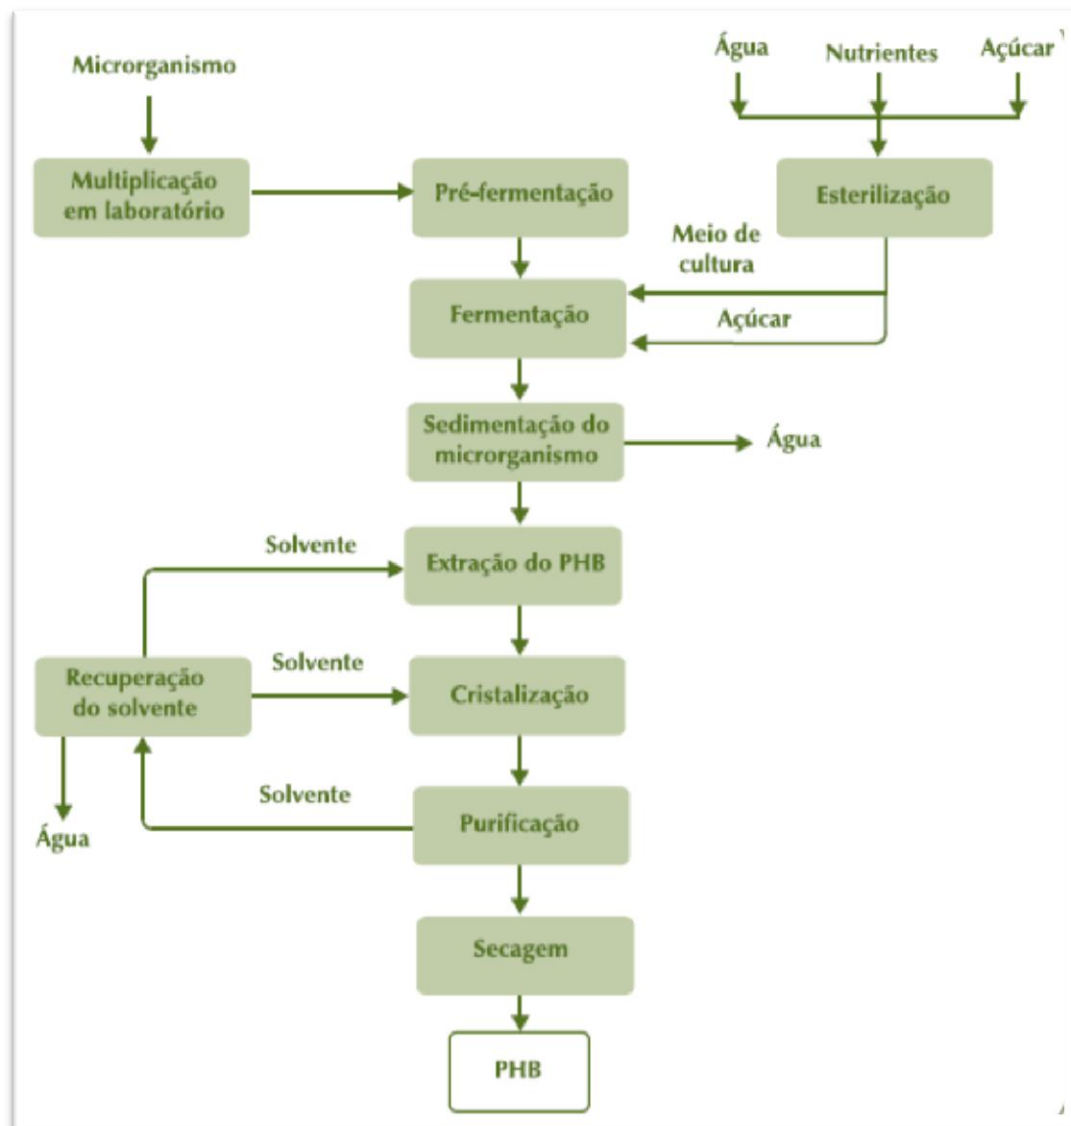 Microrganismo
Água
Nutrientes
Açúcar
Multiplicação
em laboratório
Pré-fermentação
Esterilização
Meio de
cultura
Fermentação
Açúcar
Sedimentação do
microrganismo
Água
Solvente
Extração do PHB
Recuperação
do solvente
Solvente
Cristalização
Solvente
Purificação
Água
Secagem
PHB